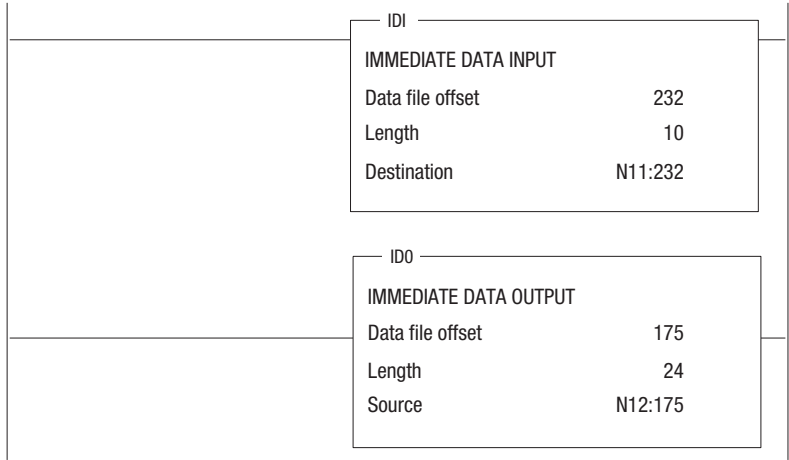 IDI
IMMEDIATE DATA INPUT
Data file offset 232
Length 10
Destination N11:232
ID0
IMMEDIATE DATA OUTPUT
Data file offset 175
Length 24
Source N12:175